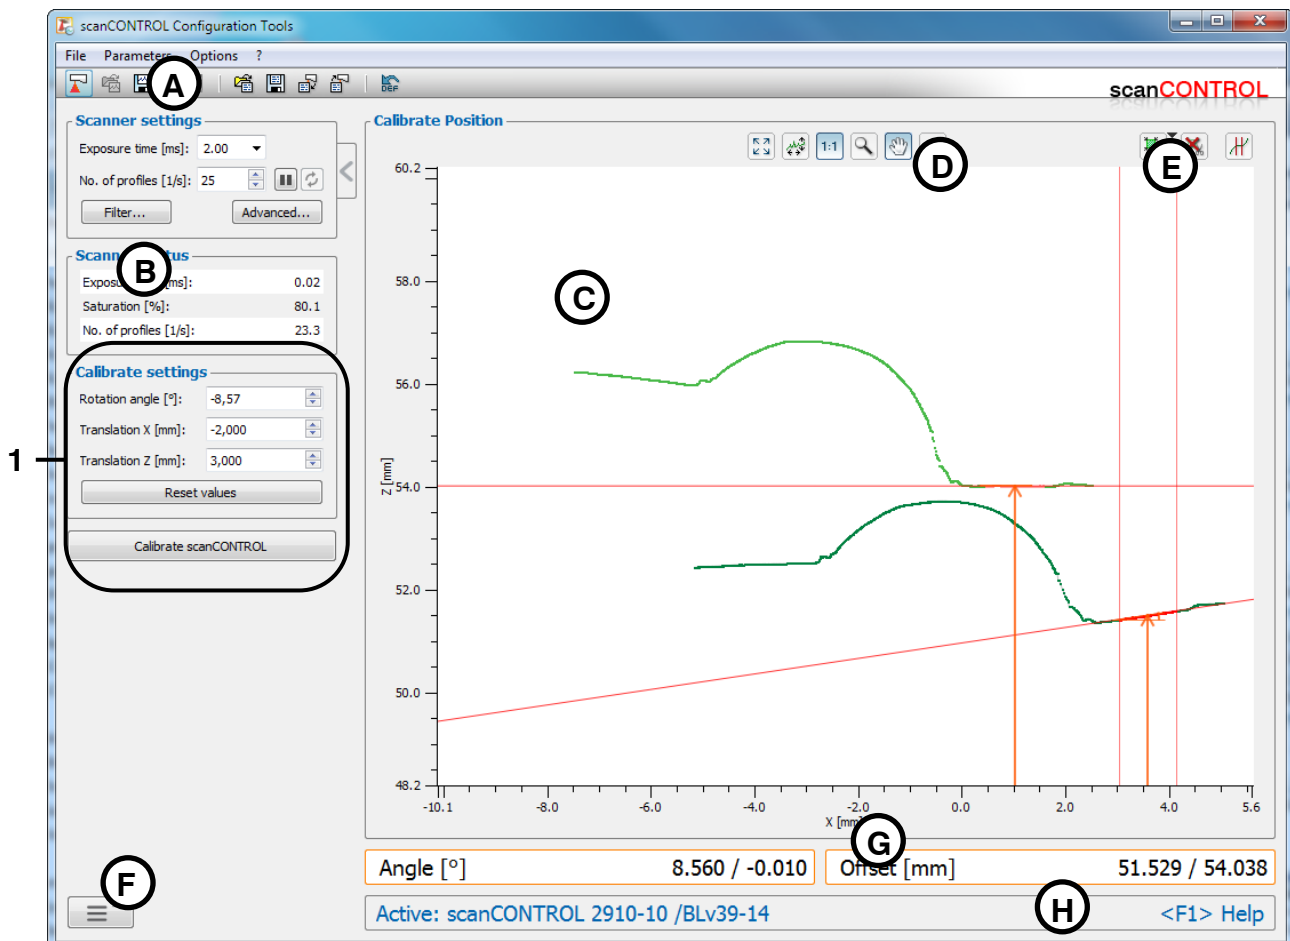 scanCONTROL Configuration Tools
File Parameters Options ?
A
DEF
scanCONTROL
Scanner settings
Exposure time [ms]: 2.00
No. of profiles [1/s]: 25
Filter... Advanced...
B
Exposu [ms]: 0.02
Saturation [%]: 80.1
No. of profiles [1/s]: 23.3
1
Calibrate settings
Rotation angle [°]: -8,57
Translation X [mm]: -2,000
Translation Z [mm]: 3,000
Reset values
Calibrate scanCONTROL
F
Calibrate Position
1:1
D
E
C
60.2
58.0
56.0
Z [mm]
54.0
52.0
50.0
48.2
-10.1 -8.0 -6.0 -4.0 -2.0 0.0 2.0 4.0 5.6
X [mm]
G
Angle [°] 8.560 / -0.010
Offset [mm] 51.529 / 54.038
H
Active: scanCONTROL 2910-10 /BLv39-14 <F1> Help